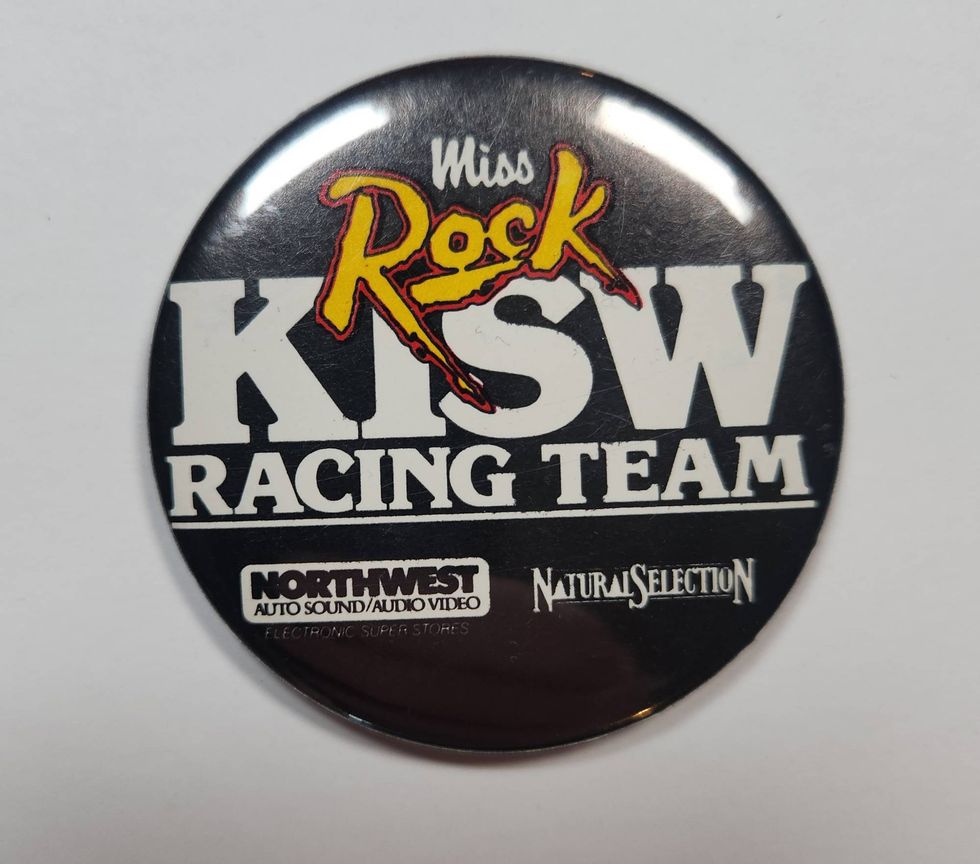 Miss
Rock
KISW
RACING TEAM
NORTHWEST
AUTO SOUND/AUDIO VIDEO
ELECTRONIC SUPER STORES
NATURAL SELECTION